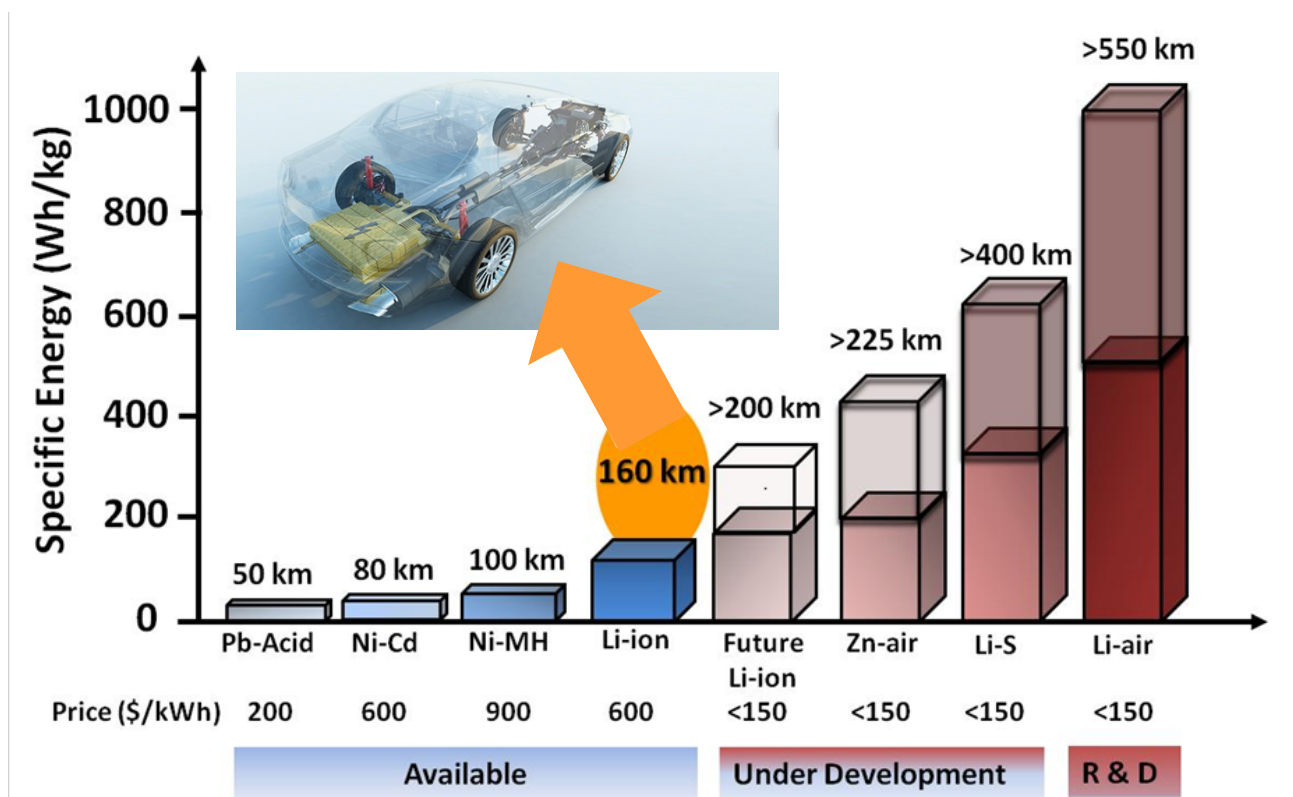 >550 km
1000
800
>400 km
600
>225 km
Specific Energy (Wh/kg)
400
>200 km
160 km
200
50 km 80 km 100 km
0
Pb-Acid Ni-Cd Ni-MH Li-ion Future Zn-air Li-S Li-air
Li-ion
Price ($/kWh) 200 600 900 600 <150 <150 <150 <150
Available Under Development R & D